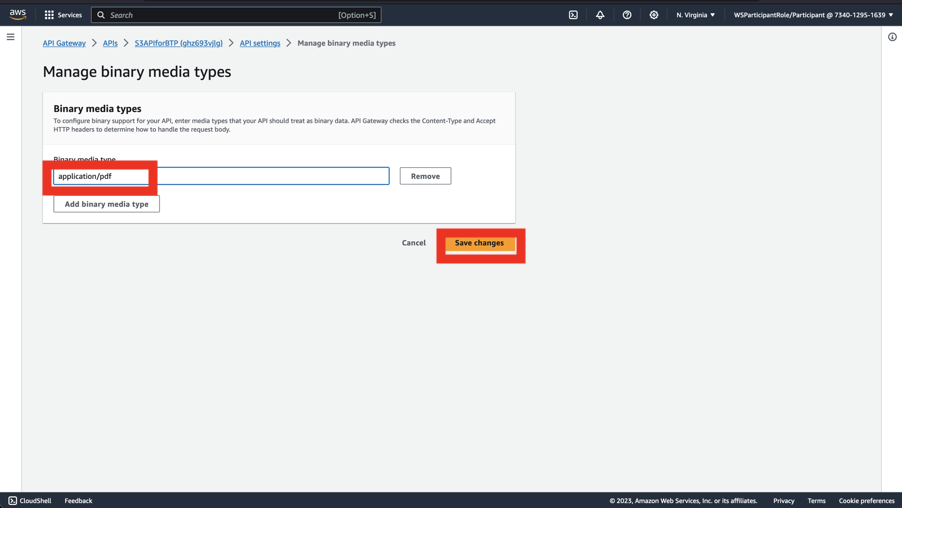 aws Services Search [Option+S] N. Virginia WSParticipantRole/Participant @ 7340-1295-1639
API Gateway > APIs > S3APIforBTP (ghz693vjlg) > API settings > Manage binary media types
Manage binary media types
Binary media types
To configure binary support for your API, enter media types that your API should treat as binary data. API Gateway checks the Content-Type and Accept
HTTP headers to determine how to handle the request body.
Binary media type
application/pdf Remove
Add binary media type
Cancel Save changes
CloudShell Feedback © 2023, Amazon Web Services, Inc. or its affiliates. Privacy Terms Cookie preferences